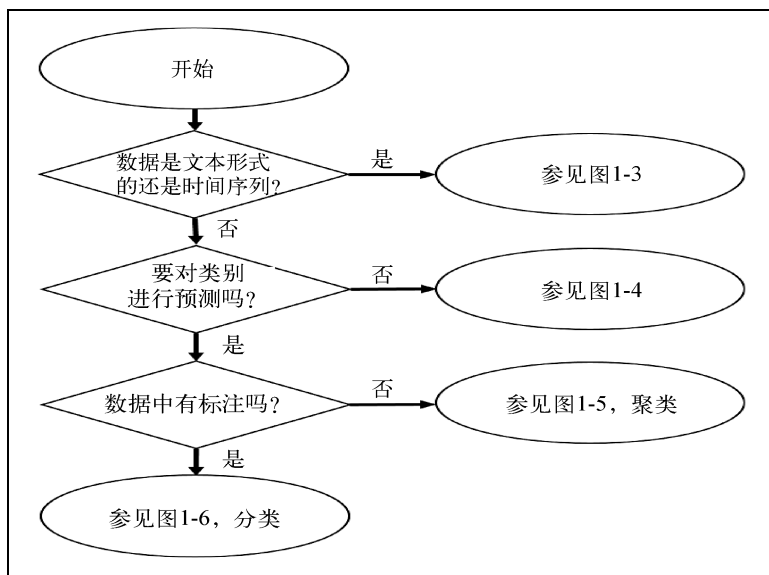 开始
数据是文本形式
的还是时间序列?
是
参见图1-3
否
要对类别
进行预测吗?
否
参见图1-4
是
数据中有标注吗?
否
参见图1-5，聚类
是
参见图1-6，分类